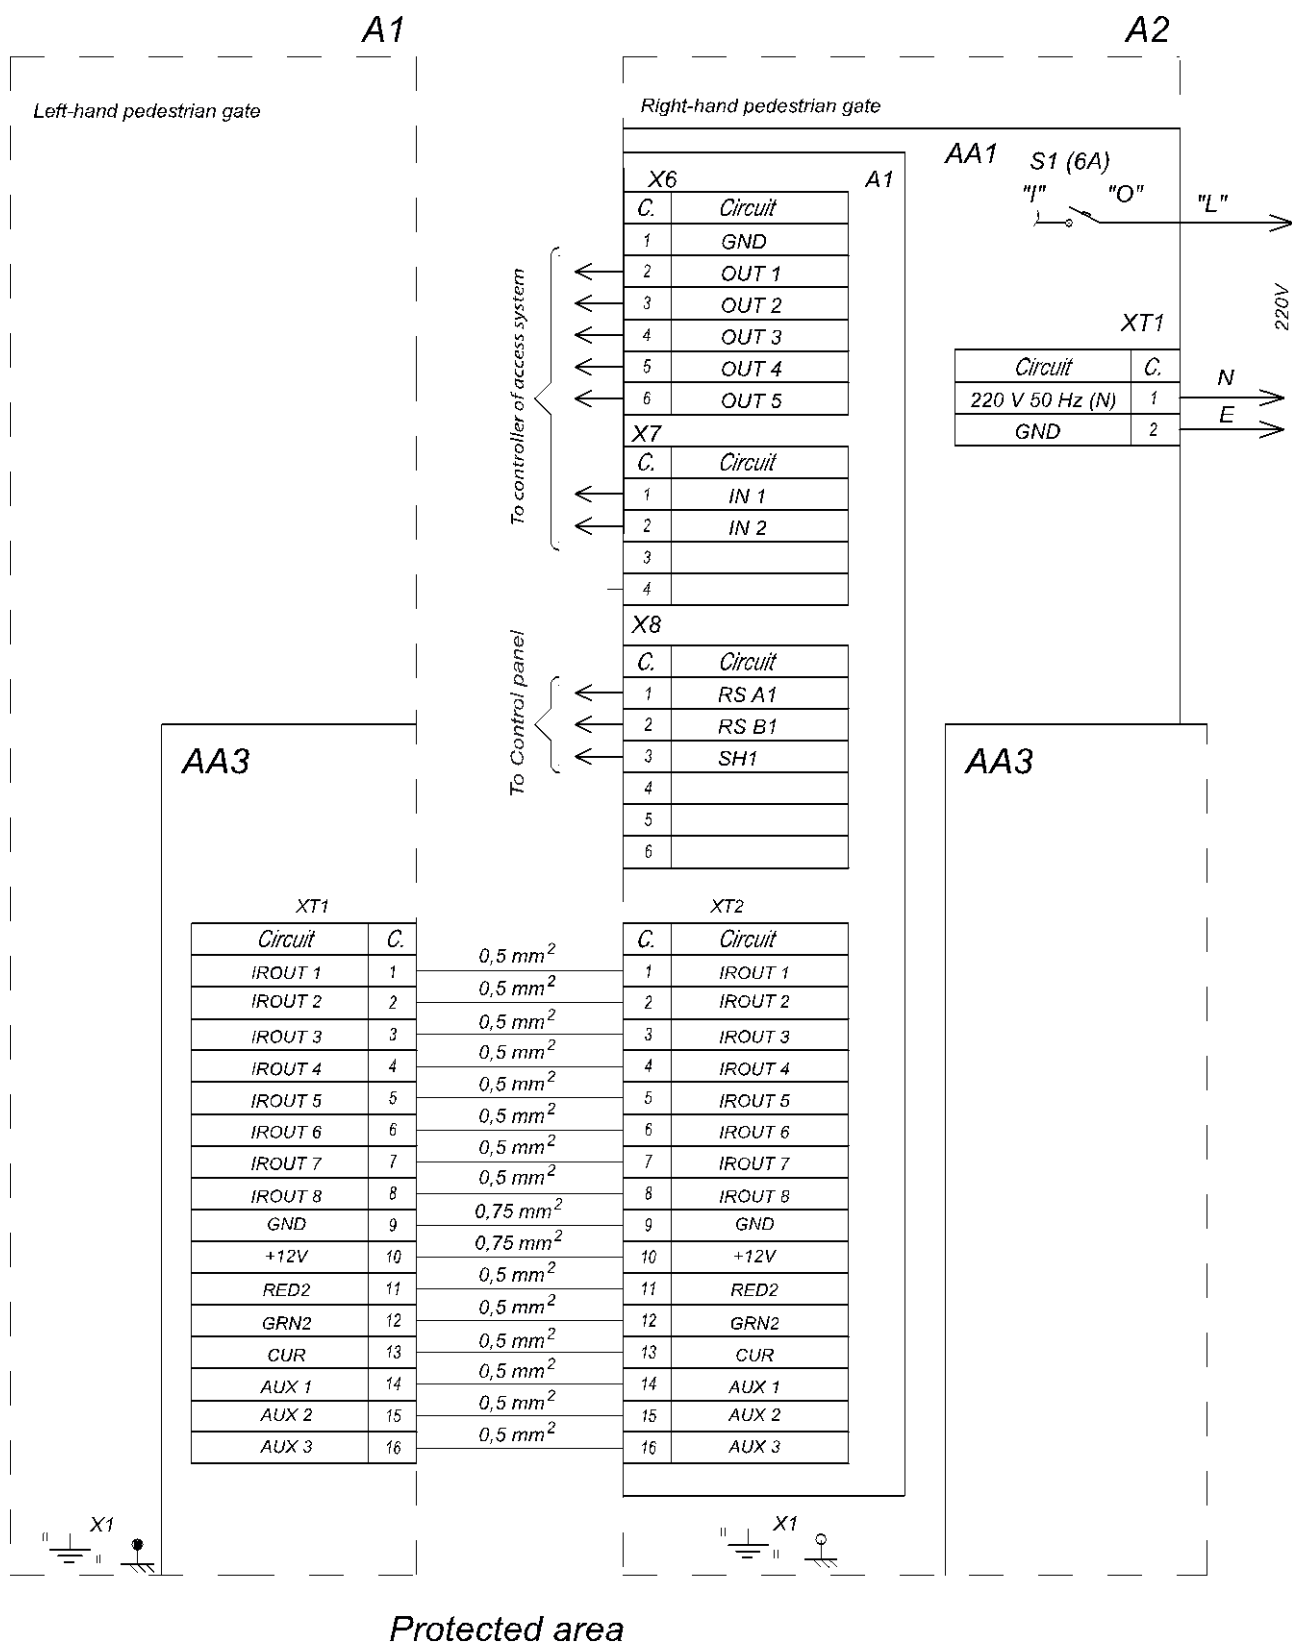 A1
A2
Left-hand pedestrian gate
Right-hand pedestrian gate
AA1
S1 (6A)
"I" "O" "L"
220V
X6 A1
C. Circuit
1 GND
2 OUT 1
3 OUT 2
4 OUT 3
5 OUT 4
6 OUT 5
To controller of access system
XT1
Circuit C.
220 V 50 Hz (N) 1 N
GND 2 E
X7
C. Circuit
1 IN 1
2 IN 2
3
4
X8
C. Circuit
1 RS A1
2 RS B1
3 SH1
4
5
6
To Control panel
AA3
AA3
XT1 XT2
Circuit C. C. Circuit
IROUT 1 1 0,5 mm² 1 IROUT 1
IROUT 2 2 0,5 mm² 2 IROUT 2
IROUT 3 3 0,5 mm² 3 IROUT 3
IROUT 4 4 0,5 mm² 4 IROUT 4
IROUT 5 5 0,5 mm² 5 IROUT 5
IROUT 6 6 0,5 mm² 6 IROUT 6
IROUT 7 7 0,5 mm² 7 IROUT 7
IROUT 8 8 0,5 mm² 8 IROUT 8
GND 9 0,75 mm² 9 GND
+12V 10 0,75 mm² 10 +12V
RED2 11 0,5 mm² 11 RED2
GRN2 12 0,5 mm² 12 GRN2
CUR 13 0,5 mm² 13 CUR
AUX 1 14 0,5 mm² 14 AUX 1
AUX 2 15 0,5 mm² 15 AUX 2
AUX 3 16 0,5 mm² 16 AUX 3
X1
X1
Protected area